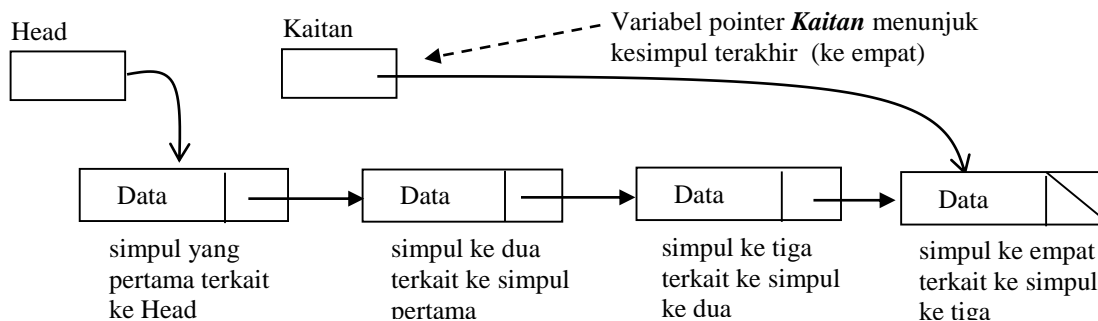 Head
Kaitan
Variabel pointer Kaitan menunjuk
kesimpul terakhir (ke empat)
Data
Data
Data
Data
simpul yang
pertama terkait
ke Head
simpul ke dua
terkait ke simpul
pertama
simpul ke tiga
terkait ke simpul
ke dua
simpul ke empat
terkait ke simpul
ke tiga